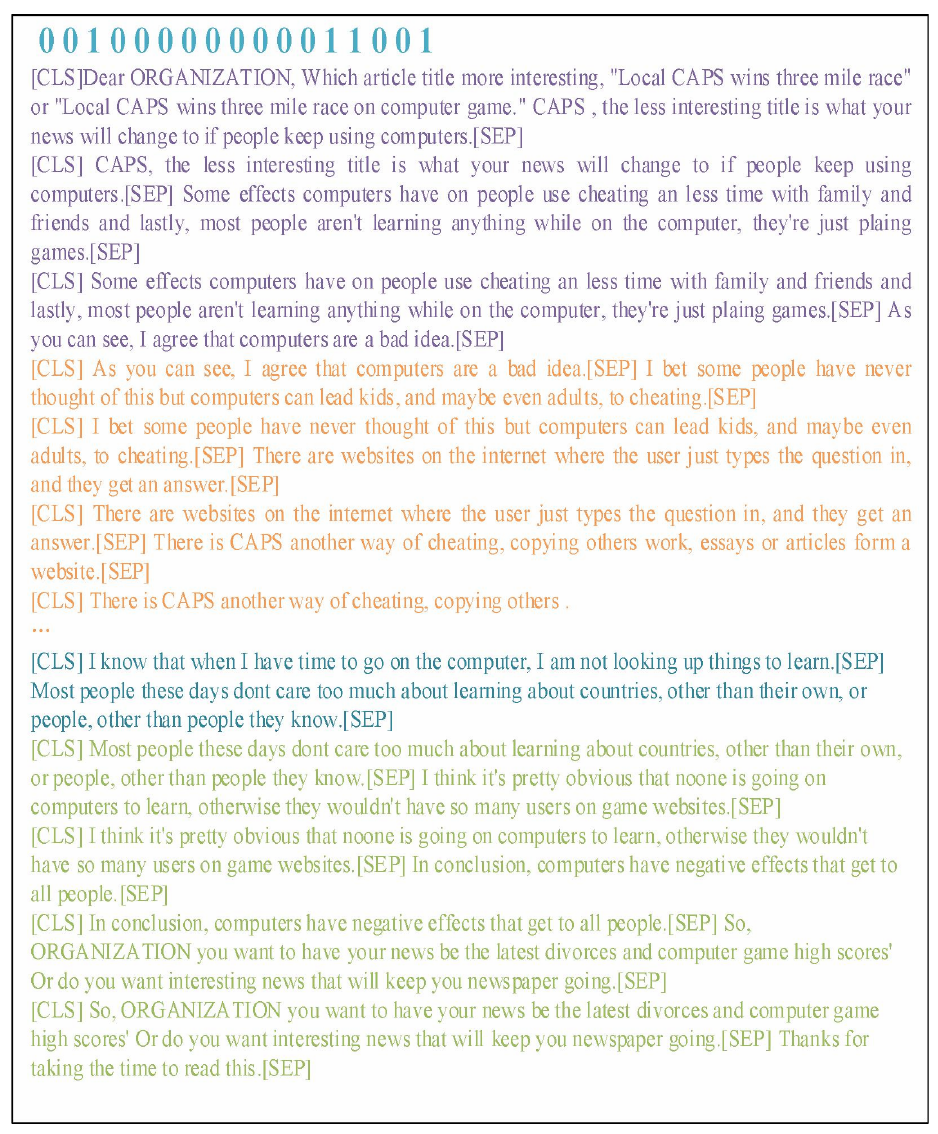 0 0 1 0 0 0 0 0 0 0 0 0 1 1 0 0 1
[CLS]Dear ORGANIZATION, Which article title more interesting, "Local CAPS wins three mile race"
or "Local CAPS wins three mile race on computer game." CAPS , the less interesting title is what your
news will change to if people keep using computers.[SEP]
[CLS] CAPS, the less interesting title is what your news will change to if people keep using
computers.[SEP] Some effects computers have on people use cheating an less time with family and
friends and lastly, most people aren't learning anything while on the computer, they're just plaing
games.[SEP]
[CLS] Some effects computers have on people use cheating an less time with family and friends and
lastly, most people aren't learning anything while on the computer, they're just plaing games.[SEP] As
you can see, I agree that computers are a bad idea.[SEP]
[CLS] As you can see, I agree that computers are a bad idea.[SEP] I bet some people have never
thought of this but computers can lead kids, and maybe even adults, to cheating.[SEP]
[CLS] I bet some people have never thought of this but computers can lead kids, and maybe even
adults, to cheating.[SEP] There are websites on the internet where the user just types the question in,
and they get an answer.[SEP]
[CLS] There are websites on the internet where the user just types the question in, and they get an
answer.[SEP] There is CAPS another way of cheating, copying others work, essays or articles form a
website.[SEP]
[CLS] There is CAPS another way of cheating, copying others .
...
[CLS] I know that when I have time to go on the computer, I am not looking up things to learn.[SEP]
Most people these days dont care too much about learning about countries, other than their own, or
people, other than people they know.[SEP]
[CLS] Most people these days dont care too much about learning about countries, other than their own,
or people, other than people they know.[SEP] I think it's pretty obvious that noone is going on
computers to learn, otherwise they wouldn't have so many users on game websites.[SEP]
[CLS] I think it's pretty obvious that noone is going on computers to learn, otherwise they wouldn't
have so many users on game websites.[SEP] In conclusion, computers have negative effects that get to
all people.[SEP]
[CLS] In conclusion, computers have negative effects that get to all people.[SEP] So,
ORGANIZATION you want to have your news be the latest divorces and computer game high scores'
Or do you want interesting news that will keep you newspaper going.[SEP]
[CLS] So, ORGANIZATION you want to have your news be the latest divorces and computer game
high scores' Or do you want interesting news that will keep you newspaper going.[SEP] Thanks for
taking the time to read this.[SEP]